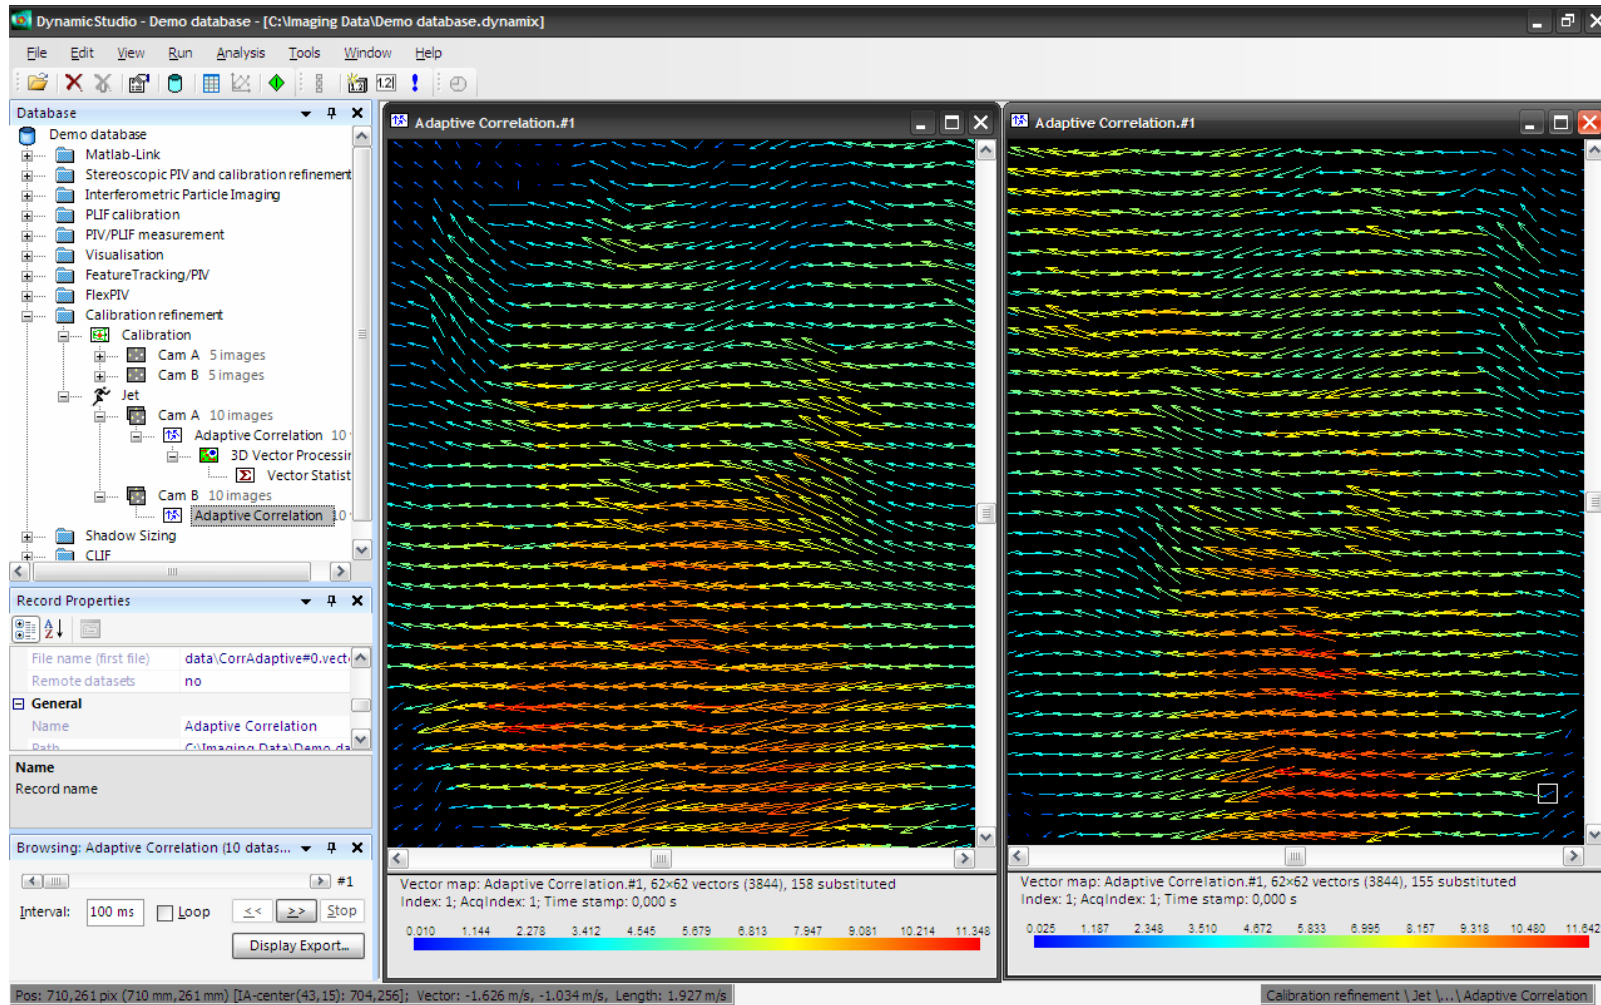 DynamicStudio - Demo database - [C:\Imaging Data\Demo database.dynamix]
File Edit View Run Analysis Tools Window Help
Database
Demo database
Matlab-Link
Stereoscopic PIV and calibration refinement
Interferometric Particle Imaging
PLIF calibration
PIV/PLIF measurement
Visualisation
FeatureTracking/PIV
FlexPIV
Calibration refinement
Calibration
Cam A 5 images
Cam B 5 images
Jet
Cam A 10 images
Adaptive Correlation 10
3D Vector Processin
Vector Statist
Cam B 10 images
Adaptive Correlation 10
Shadow Sizing
CLIF
Record Properties
File name (first file) data\CorrAdaptive#0.vect
Remote datasets no
General
Name Adaptive Correlation
Path C:\Imaging Data\Demo da
Name
Record name
Browsing: Adaptive Correlation (10 datas...
#1
Interval: 100 ms Loop << >> Stop
Display Export...
Adaptive Correlation.#1
Vector map: Adaptive Correlation.#1, 62×62 vectors (3844), 158 substituted
Index: 1; AcqIndex: 1; Time stamp: 0,000 s
0.010 1.144 2.278 3.412 4.545 5.679 6.813 7.947 9.081 10.214 11.348
Adaptive Correlation.#1
Vector map: Adaptive Correlation.#1, 62×62 vectors (3844), 155 substituted
Index: 1; AcqIndex: 1; Time stamp: 0,000 s
0.025 1.187 2.348 3.510 4.672 5.833 6.995 8.157 9.318 10.480 11.642
Pos: 710,261 pix (710 mm,261 mm) [IA-center(43,15): 704,256]; Vector: -1.626 m/s, -1.034 m/s, Length: 1.927 m/s
Calibration refinement \ Jet \...\ Adaptive Correlation